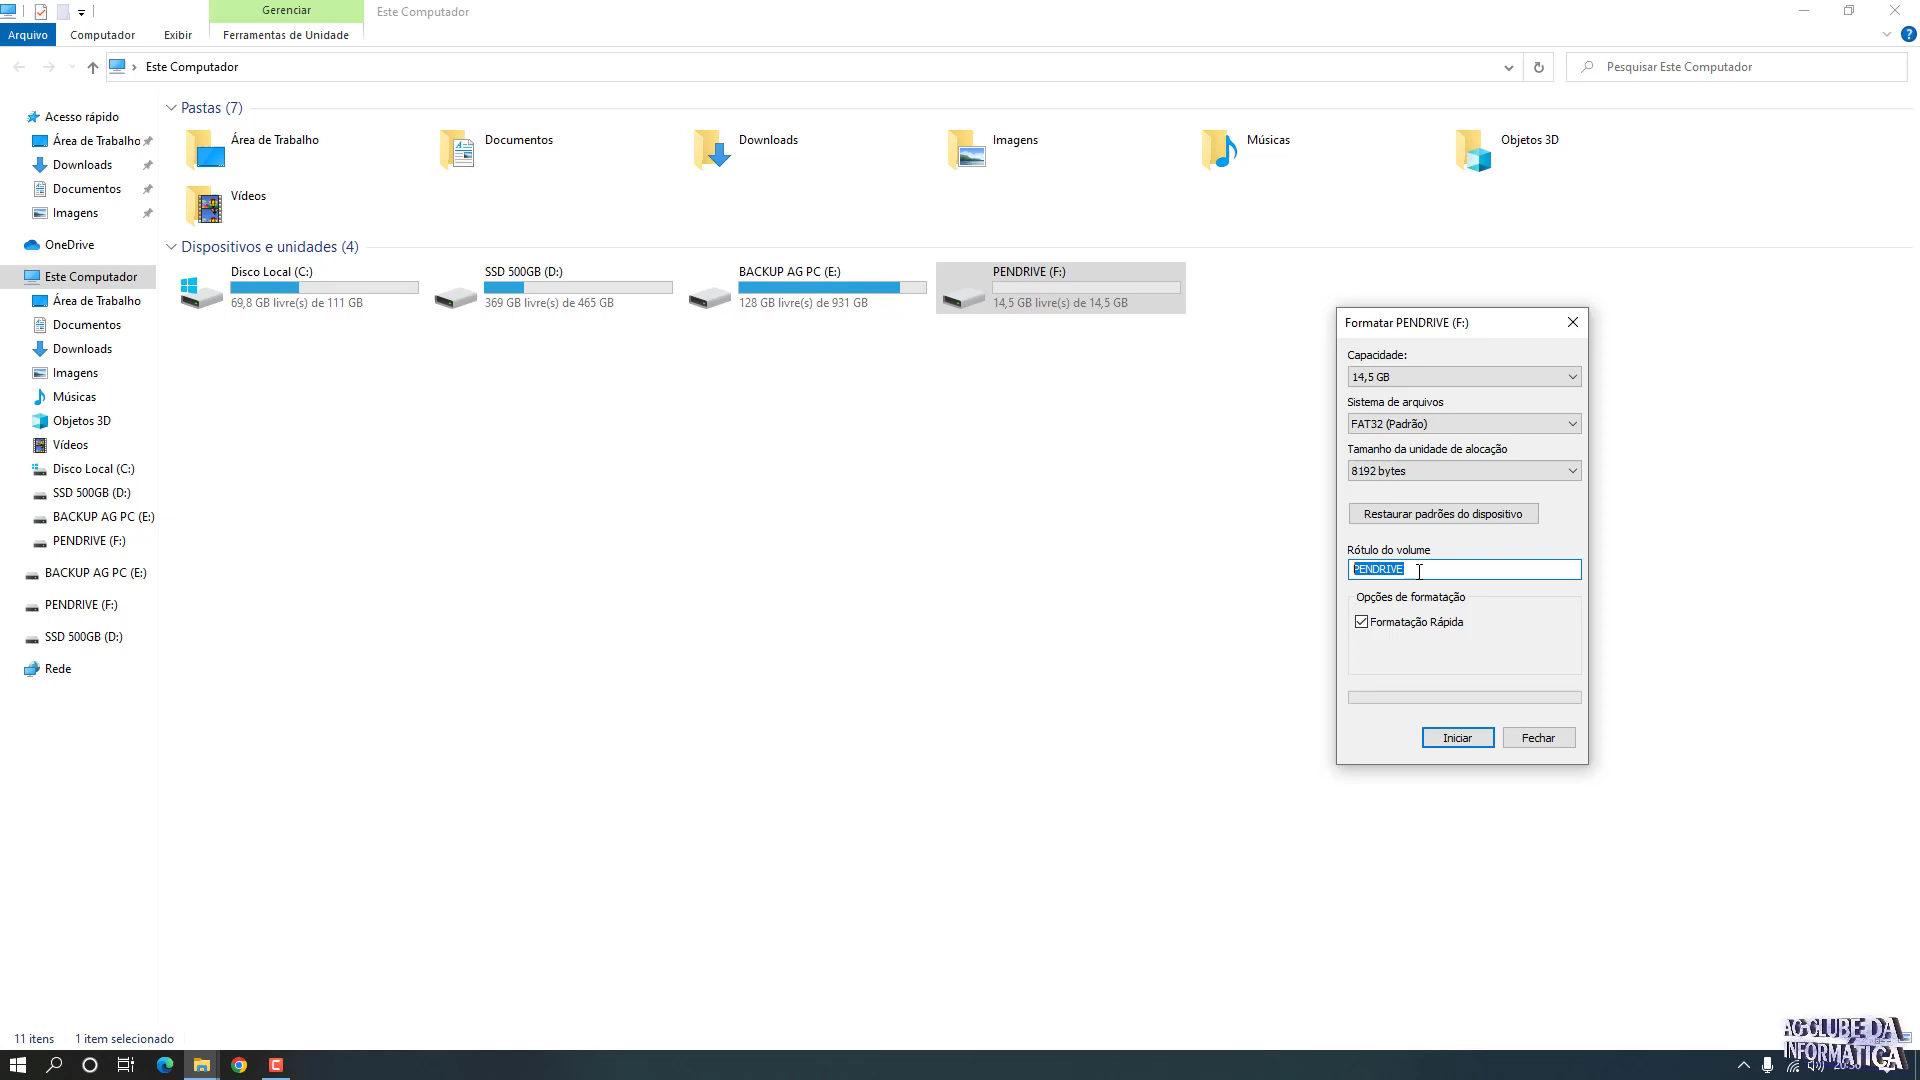 Gerenciar
Este Computador
Arquivo
Computador
Exibir
Ferramentas de Unidade
Este Computador
Pesquisar Este Computador
Acesso rápido
Área de Trabalho
Downloads
Documentos
Imagens
OneDrive
Este Computador
Área de Trabalho
Documentos
Downloads
Imagens
Músicas
Objetos 3D
Vídeos
Disco Local (C:)
SSD 500GB (D:)
BACKUP AG PC (E:)
PENDRIVE (F:)
BACKUP AG PC (E:)
PENDRIVE (F:)
SSD 500GB (D:)
Rede
Pastas (7)
Área de Trabalho
Documentos
Downloads
Imagens
Músicas
Objetos 3D
Vídeos
Dispositivos e unidades (4)
Disco Local (C:)
69,8 GB livre(s) de 111 GB
SSD 500GB (D:)
369 GB livre(s) de 465 GB
BACKUP AG PC (E:)
128 GB livre(s) de 931 GB
PENDRIVE (F:)
14,5 GB livre(s) de 14,5 GB
Formatar PENDRIVE (F:)
Capacidade:
14,5 GB
Sistema de arquivos
FAT32 (Padrão)
Tamanho da unidade de alocação
8192 bytes
Restaurar padrões do dispositivo
Rótulo do volume
PENDRIVE
Opções de formatação
Formatação Rápida
Iniciar
Fechar
11 itens
1 item selecionado
AG CLUBE DA
INFORMÁTICA